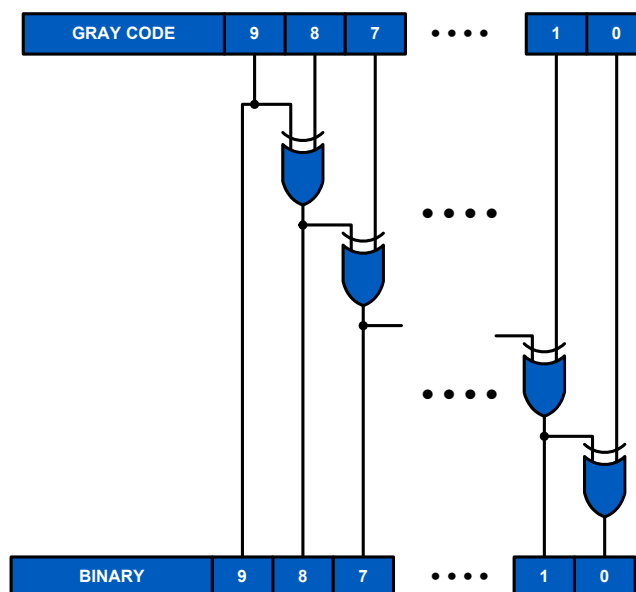 GRAY CODE 9 8 7 •••• 1 0
••••
••••
BINARY 9 8 7 •••• 1 0